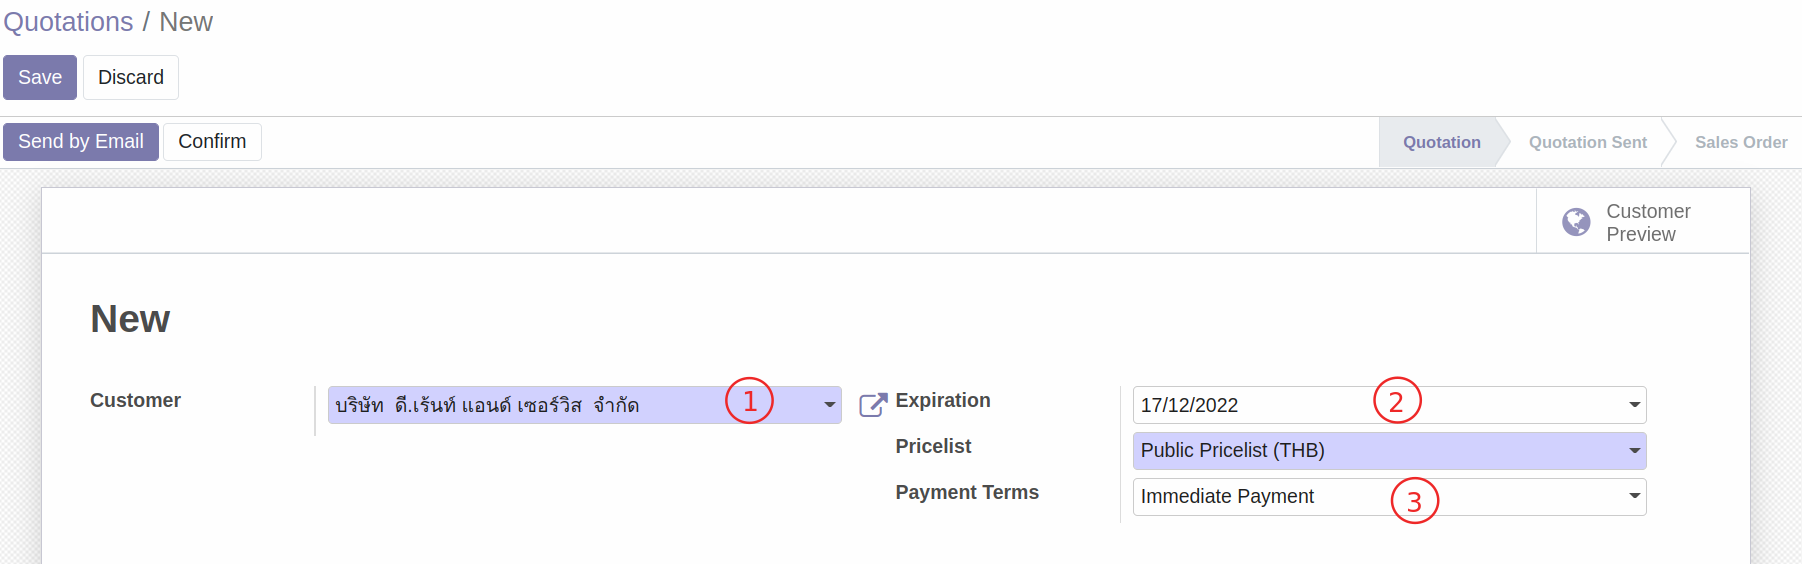 Quotations / New
Save Discard
Send by Email Confirm Quotation Quotation Sent Sales Order
Customer
Preview
New
Customer บริษัท ดี.เร้นท์ แอนด์ เซอร์วิส จำกัด 1 Expiration 17/12/2022 2
Pricelist Public Pricelist (THB)
Payment Terms Immediate Payment 3